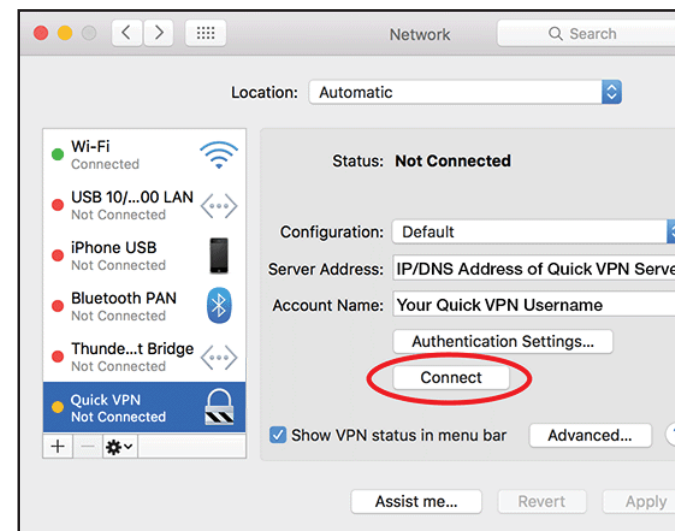 Network
Search
Location: Automatic
Wi-Fi
Connected
USB 10/...00 LAN
Not Connected
iPhone USB
Not Connected
Bluetooth PAN
Not Connected
Thunde...t Bridge
Not Connected
Quick VPN
Not Connected
Status: Not Connected
Configuration: Default
Server Address: IP/DNS Address of Quick VPN Serve
Account Name: Your Quick VPN Username
Authentication Settings...
Connect
Show VPN status in menu bar
Advanced...
Assist me...
Revert
Apply